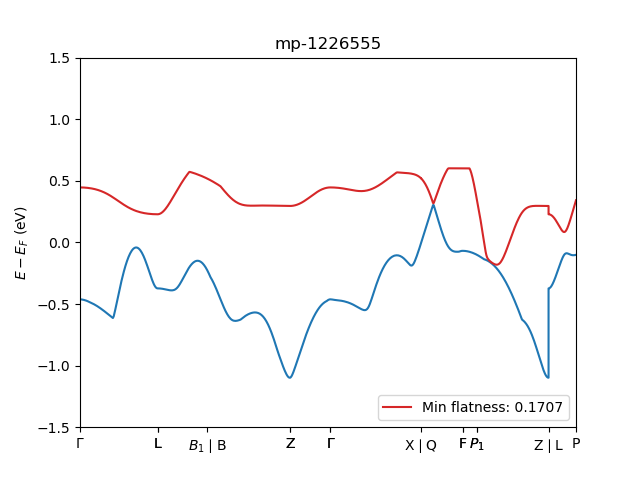 mp-1226555
E − E_F (eV)
1.5
1.0
0.5
0.0
−0.5
−1.0
−1.5
Min flatness: 0.1707
Γ L B₁ | B Z Γ X | Q F P₁ Z | L P